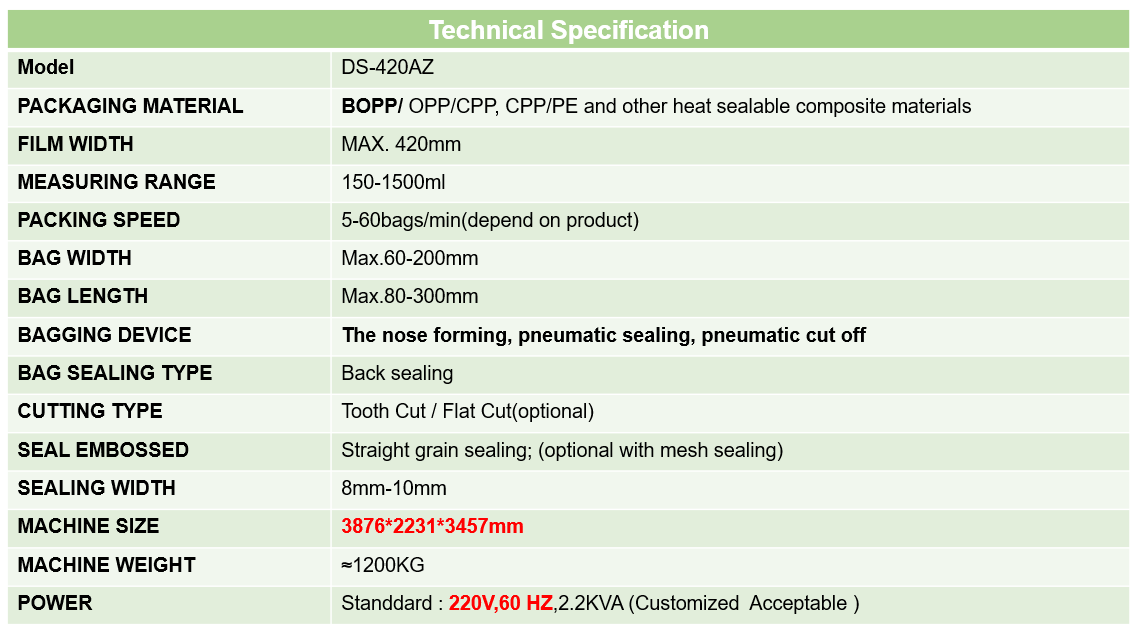 Technical Specification
Model DS-420AZ
PACKAGING MATERIAL BOPP/ OPP/CPP, CPP/PE and other heat sealable composite materials
FILM WIDTH MAX. 420mm
MEASURING RANGE 150-1500ml
PACKING SPEED 5-60bags/min(depend on product)
BAG WIDTH Max.60-200mm
BAG LENGTH Max.80-300mm
BAGGING DEVICE The nose forming, pneumatic sealing, pneumatic cut off
BAG SEALING TYPE Back sealing
CUTTING TYPE Tooth Cut / Flat Cut(optional)
SEAL EMBOSSED Straight grain sealing; (optional with mesh sealing)
SEALING WIDTH 8mm-10mm
MACHINE SIZE 3876*2231*3457mm
MACHINE WEIGHT ≈1200KG
POWER Standdard : 220V,60 HZ,2.2KVA (Customized  Acceptable )